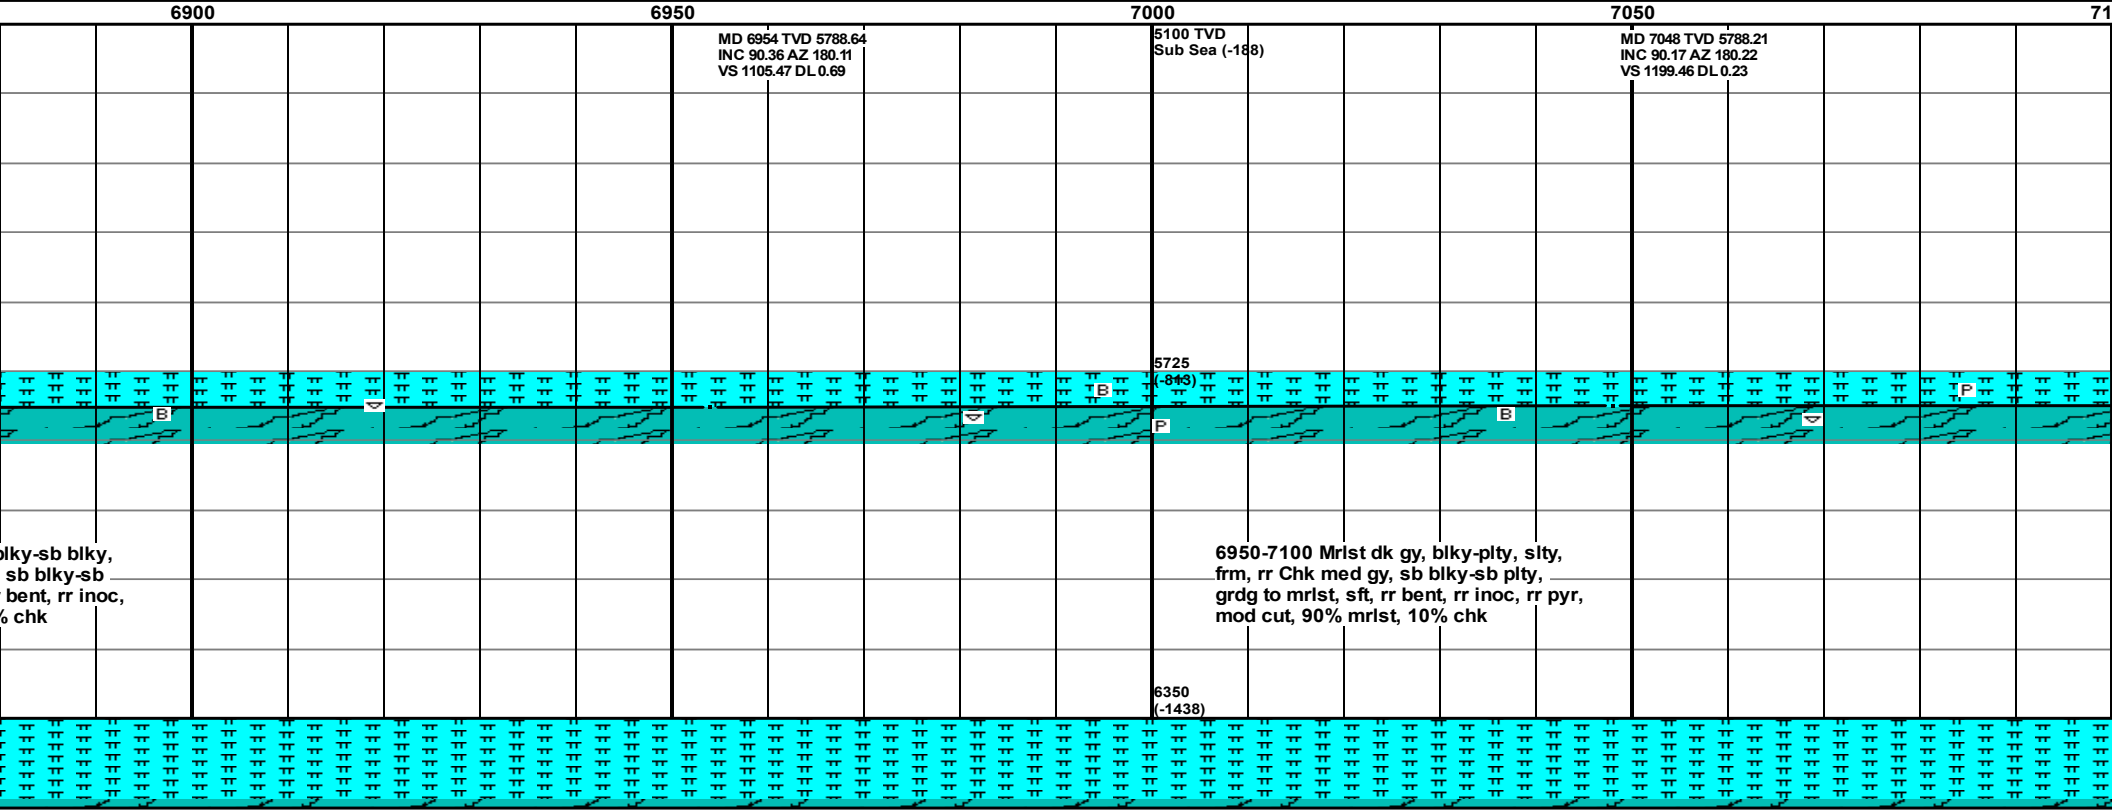 6900
6950
7000
7050
71
MD 6954 TVD 5788.64
INC 90.36 AZ 180.11
VS 1105.47 DL 0.69
5100 TVD
Sub Sea (-188)
MD 7048 TVD 5788.21
INC 90.17 AZ 180.22
VS 1199.46 DL 0.23
5725
(-813)
B
P
B
P
B
blky-sb blky,
sb blky-sb
bent, rr inoc,
% chk
6950-7100 Mrlst dk gy, blky-plty, slty,
frm, rr Chk med gy, sb blky-sb plty,
grdg to mrlst, sft, rr bent, rr inoc, rr pyr,
mod cut, 90% mrlst, 10% chk
6350
(-1438)